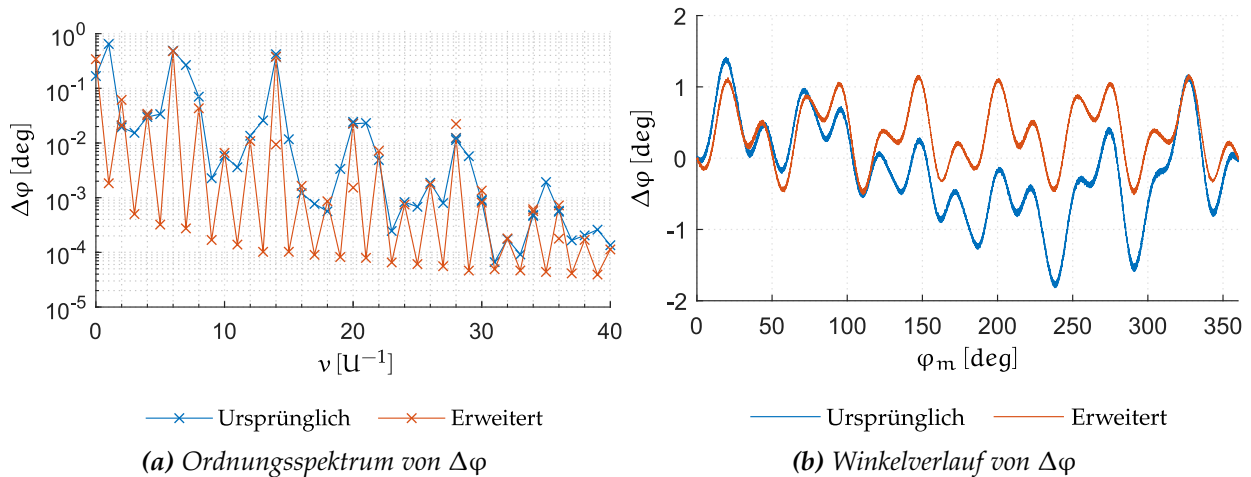 10^0
10^-1
10^-2
10^-3
10^-4
10^-5
Δφ [deg]
0 10 20 30 40
ν [U^-1]
Ursprünglich Erweitert
(a) Ordnungsspektrum von Δφ
2
1
0
-1
-2
Δφ [deg]
0 50 100 150 200 250 300 350
φ_m [deg]
Ursprünglich Erweitert
(b) Winkelverlauf von Δφ